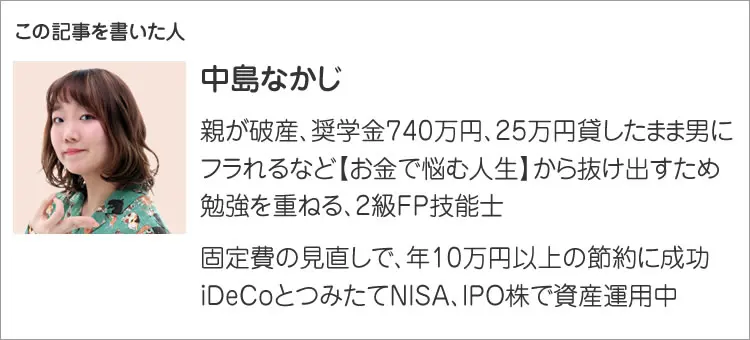 この記事を書いた人
中島なかじ
親が破産、奨学金740万円、25万円貸したまま男に
フラれるなど【お金で悩む人生】から抜け出すため
勉強を重ねる、2級FP技能士
固定費の見直しで、年10万円以上の節約に成功
iDeCoとつみたてNISA、IPO株で資産運用中